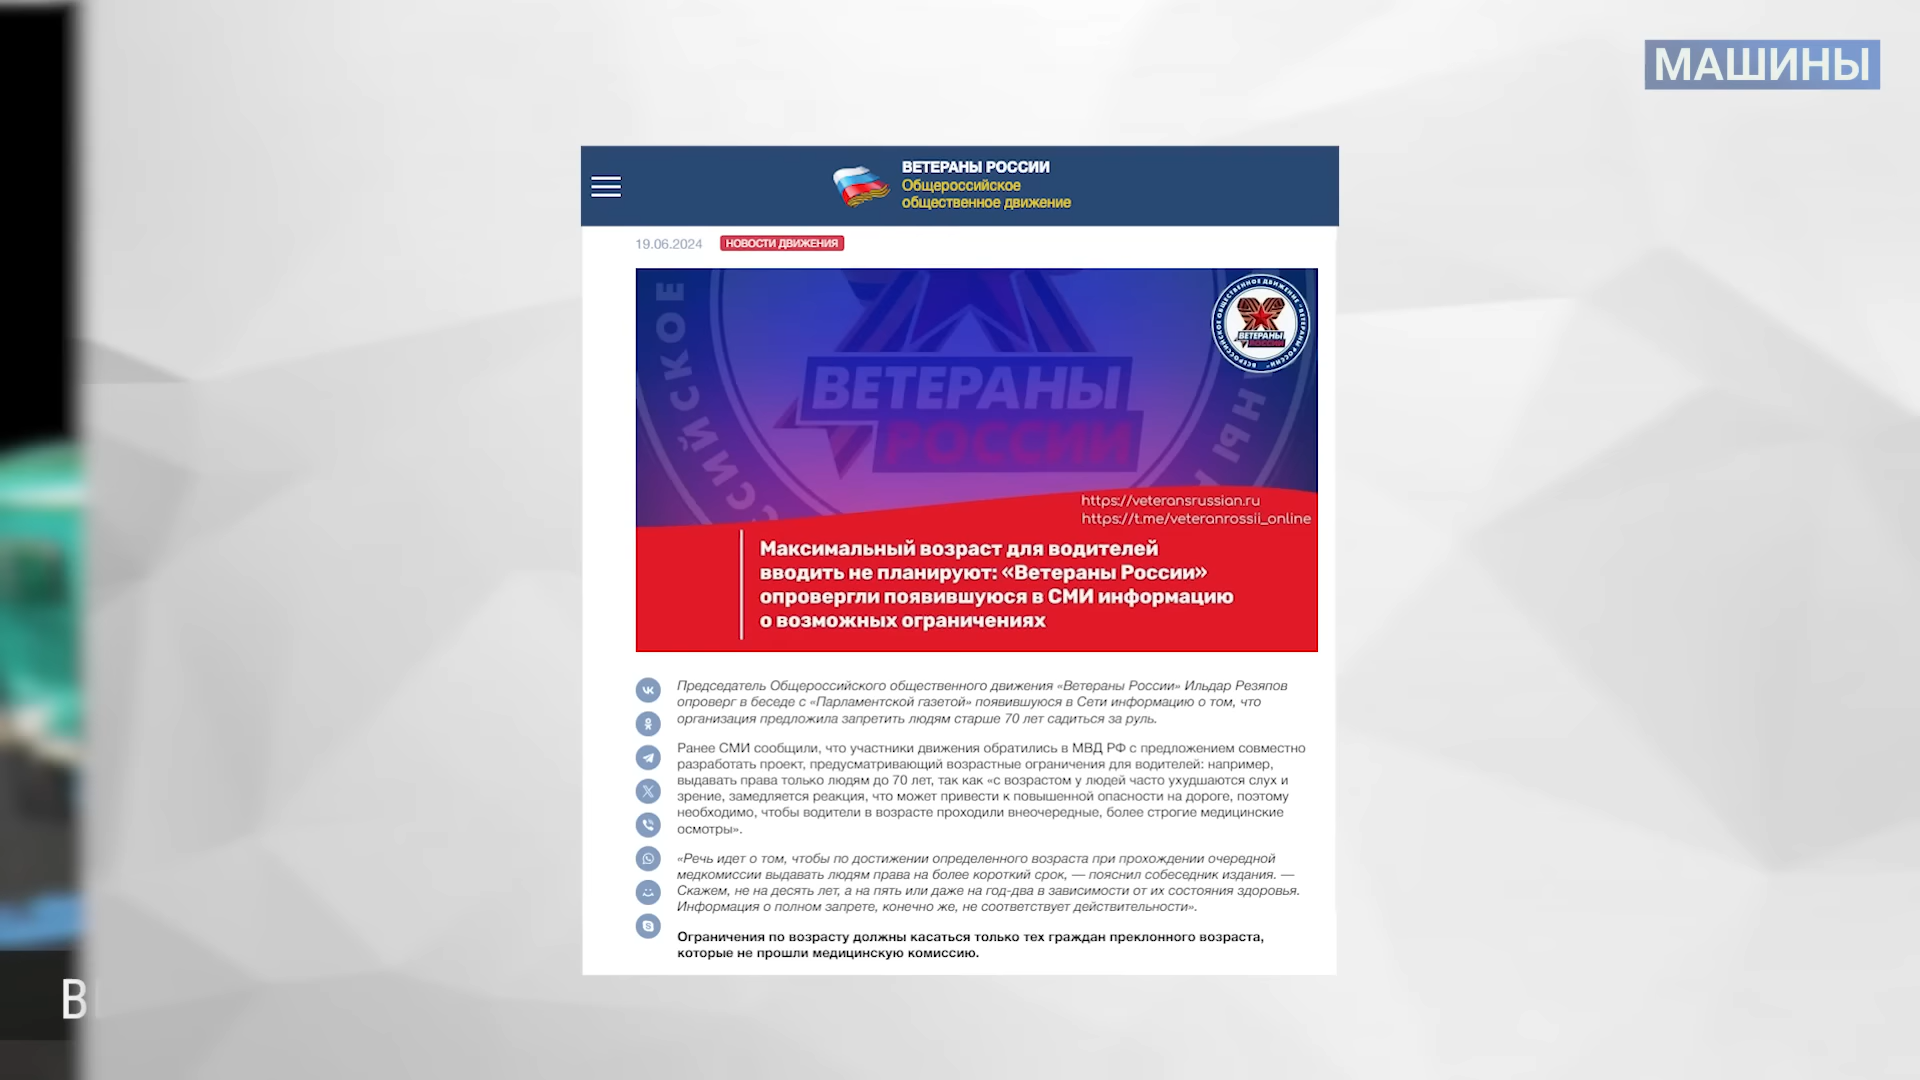 МАШИНЫ
ВЕТЕРАНЫ РОССИИ
Общероссийское
общественное движение
19.06.2024 НОВОСТИ ДВИЖЕНИЯ
ВСЕРОССИЙСКОЕ ОБЩЕСТВЕННОЕ ДВИЖЕНИЕ "ВЕТЕРАНЫ РОССИИ"
ВЕТЕРАНЫ
РОССИИ
ВЕТЕРАНЫ
РОССИИ
https://veteransrussian.ru
https://t.me/veteranrossii_online
Максимальный возраст для водителей
вводить не планируют: «Ветераны России»
опровергли появившуюся в СМИ информацию
о возможных ограничениях
Председатель Общероссийского общественного движения «Ветераны России» Ильдар Резяпов
опроверг в беседе с «Парламентской газетой» появившуюся в Сети информацию о том, что
организация предложила запретить людям старше 70 лет садиться за руль.
Ранее СМИ сообщили, что участники движения обратились в МВД РФ с предложением совместно
разработать проект, предусматривающий возрастные ограничения для водителей: например,
выдавать права только людям до 70 лет, так как «с возрастом у людей часто ухудшаются слух и
зрение, замедляется реакция, что может привести к повышенной опасности на дороге, поэтому
необходимо, чтобы водители в возрасте проходили внеочередные, более строгие медицинские
осмотры».
«Речь идет о том, чтобы по достижении определенного возраста при прохождении очередной
медкомиссии выдавать людям права на более короткий срок, — пояснил собеседник издания. —
Скажем, не на десять лет, а на пять или даже на год-два в зависимости от их состояния здоровья.
Информация о полном запрете, конечно же, не соответствует действительности».
Ограничения по возрасту должны касаться только тех граждан преклонного возраста,
которые не прошли медицинскую комиссию.